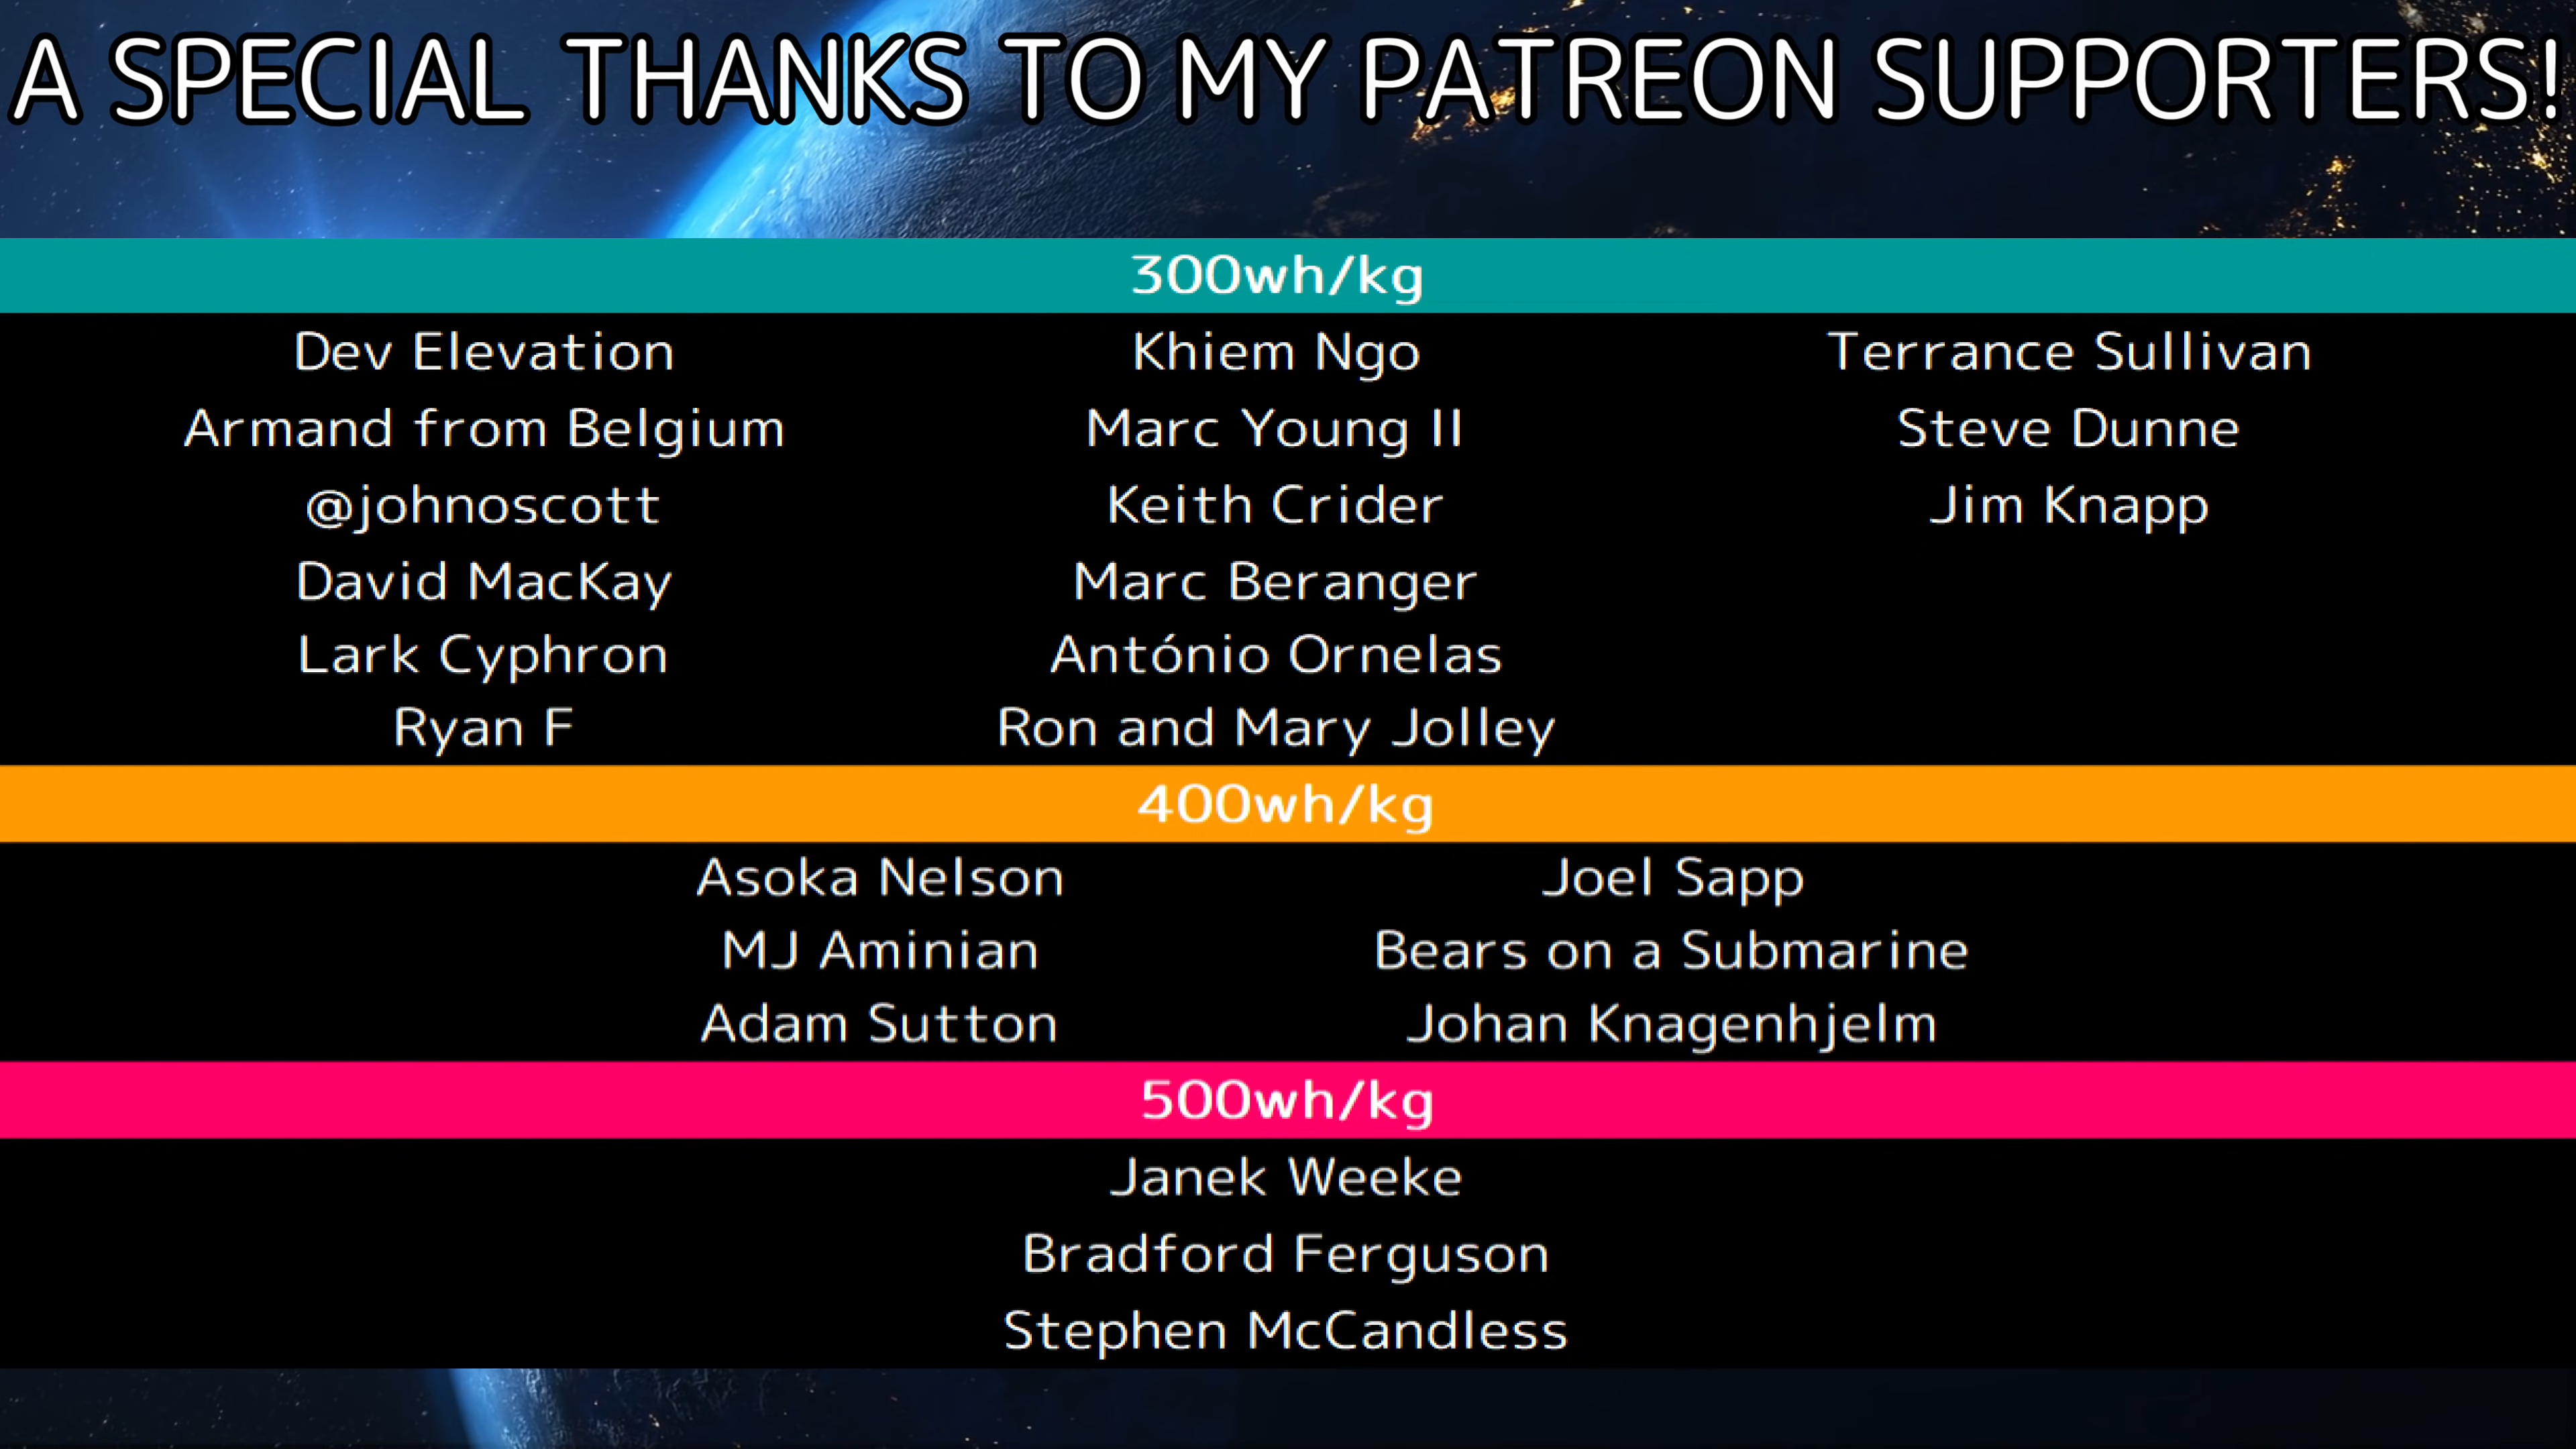 A SPECIAL THANKS TO MY PATREON SUPPORTERS!
300wh/kg
Dev Elevation Khiem Ngo Terrance Sullivan
Armand from Belgium Marc Young II Steve Dunne
@johnoscott Keith Crider Jim Knapp
David MacKay Marc Beranger
Lark Cyphron António Ornelas
Ryan F Ron and Mary Jolley
400wh/kg
Asoka Nelson Joel Sapp
MJ Aminian Bears on a Submarine
Adam Sutton Johan Knagenhjelm
500wh/kg
Janek Weeke
Bradford Ferguson
Stephen McCandless